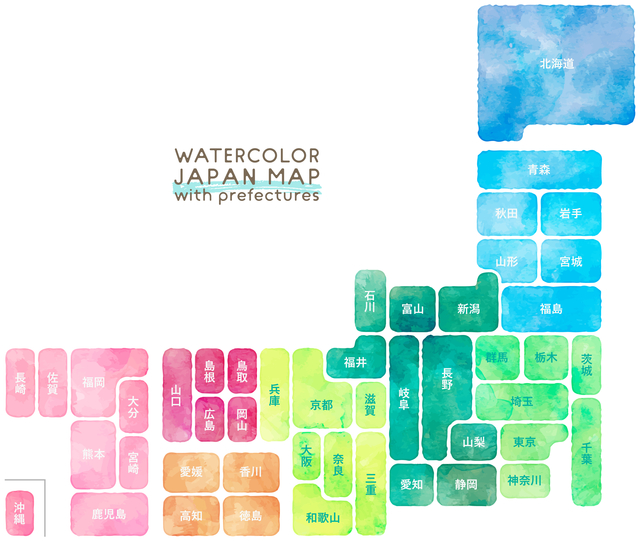 WATERCOLOR
JAPAN MAP
with prefectures
北海道
青森
秋田
岩手
山形
宮城
福島
石川
富山
新潟
福井
岐阜
長野
山梨
愛知
静岡
群馬
栃木
茨城
埼玉
東京
千葉
神奈川
兵庫
京都
滋賀
大阪
奈良
三重
和歌山
山口
島根
鳥取
広島
岡山
愛媛
香川
高知
徳島
長崎
佐賀
福岡
大分
熊本
宮崎
鹿児島
沖縄